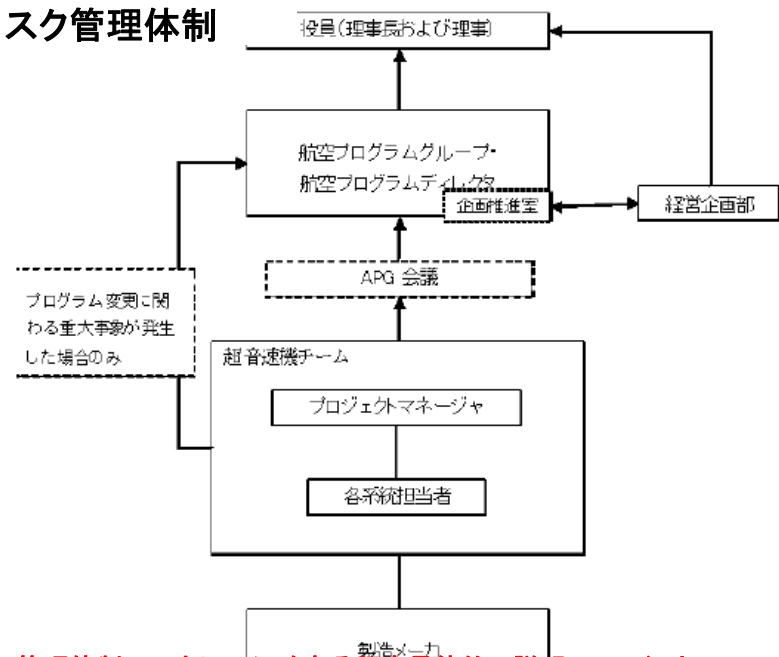 スク管理体制
役員(理事長および理事)
航空プログラムグループ・
航空プログラムディレクタ
企画推進室
経営企画部
APG 会議
プログラム変更に関
わる重大事象が発生
した場合のみ
超音速機チーム
プロジェクトマネージャ
各系統担当者
製造メーカ